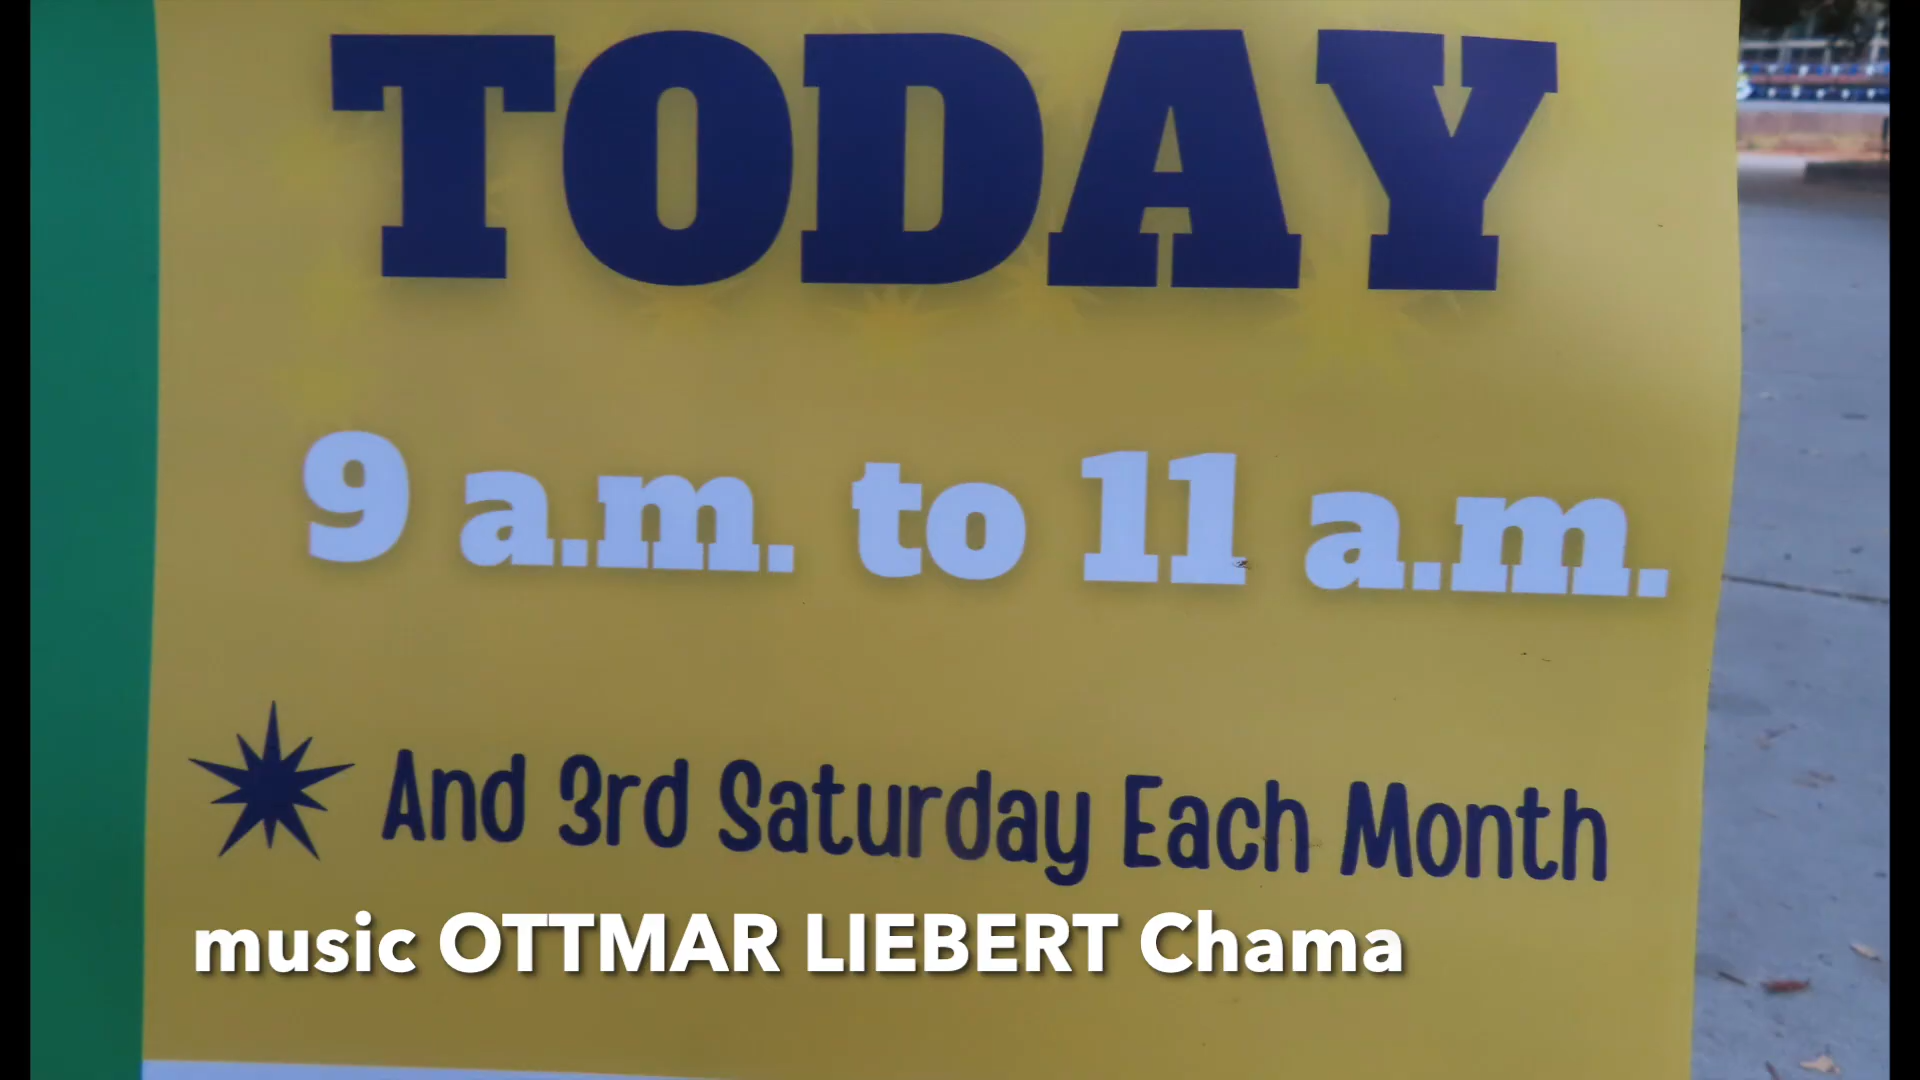 TODAY
9 a.m. to 11 a.m.
And 3rd Saturday Each Month
music OTTMAR LIEBERT Chama